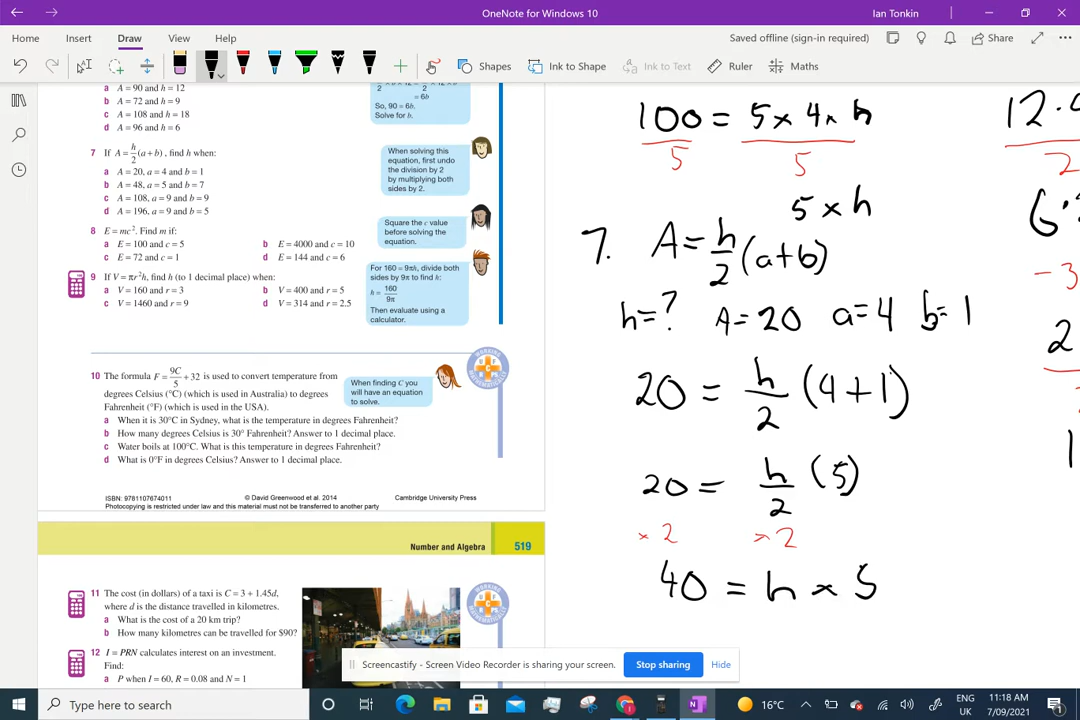 OneNote for Windows 10
Ian Tonkin
Home Insert Draw View Help
Saved offline (sign-in required)
Share
Ink to Shape
Shapes
Ink to Text
Ruler
Maths
a A = 90 and h = 12
b A = 72 and h = 9
c A = 108 and h = 18
d A = 96 and h = 6
= 6b
So, 90 = 6b.
Solve for b.
7 If A = h/2 (a + b), find h when:
a A = 20, a = 4 and b = 1
b A = 48, a = 5 and b = 7
c A = 108, a = 9 and b = 9
d A = 196, a = 9 and b = 5
When solving this
equation, first undo
the division by 2
by multiplying both
sides by 2.
8 E = mc². Find m if:
a E = 100 and c = 5
b E = 4000 and c = 10
c E = 72 and c = 1
d E = 144 and c = 6
Square the c value
before solving the
equation.
9 If V = πr²h, find h (to 1 decimal place) when:
a V = 160 and r = 3
b V = 400 and r = 5
c V = 1460 and r = 9
d V = 314 and r = 2.5
For 160 = 9πh, divide both
sides by 9π to find h:
h = 160/9π
Then evaluate using a
calculator.
10 The formula F = 9C/5 + 32 is used to convert temperature from
degrees Celsius (°C) (which is used in Australia) to degrees
Fahrenheit (°F) (which is used in the USA).
a When it is 30°C in Sydney, what is the temperature in degrees Fahrenheit?
b How many degrees Celsius is 30° Fahrenheit? Answer to 1 decimal place.
c Water boils at 100°C. What is this temperature in degrees Fahrenheit?
d What is 0°F in degrees Celsius? Answer to 1 decimal place.
When finding C you
will have an equation
to solve.
WORKING
MATHEMATICALLY
ISBN: 9781107674011
© David Greenwood et al. 2014
Cambridge University Press
Photocopying is restricted under law and this material must not be transferred to another party
Number and Algebra 519
11 The cost (in dollars) of a taxi is C = 3 + 1.45d,
where d is the distance travelled in kilometres.
a What is the cost of a 20 km trip?
b How many kilometres can be travelled for $90?
12 I = PRN calculates interest on an investment.
Find:
a P when I = 60, R = 0.08 and N = 1
100 = 5 × 4 × h
5 5
5 × h
7. A = h/2 (a+b)
h = ? A = 20 a = 4 b = 1
20 = h/2 (4+1)
20 = h/2 (5)
× 2 × 2
40 = h × 5
Screencastify - Screen Video Recorder is sharing your screen.
Stop sharing
Hide
Type here to search
16°C
ENG
UK
11:18 AM
7/09/2021